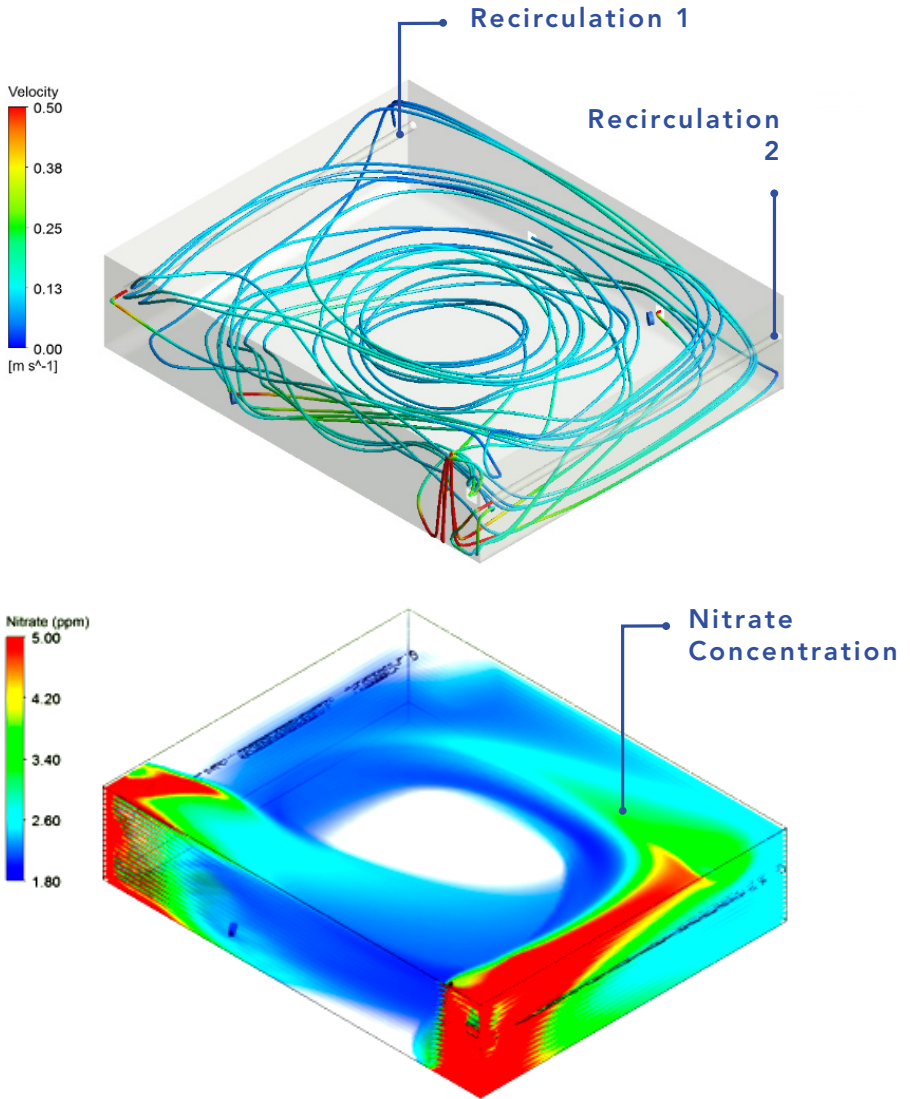 Recirculation 1
Velocity
0.50
Recirculation
2
0.38
0.25
0.13
0.00
[m s^-1]
Nitrate (ppm)
5.00
Nitrate
Concentration
4.20
3.40
2.60
1.80